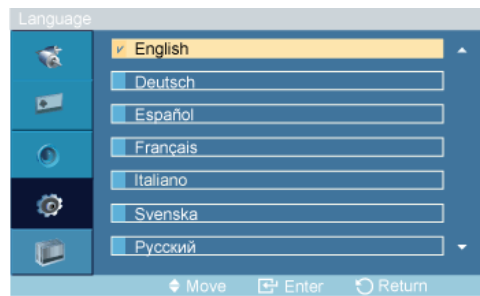 Language
English
Deutsch
Español
Français
Italiano
Svenska
Русский
Move Enter Return